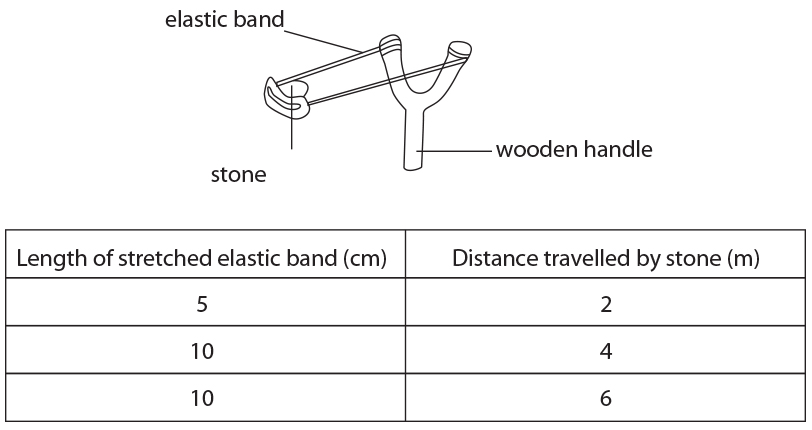 elastic band
stone
wooden handle
Length of stretched elastic band (cm) Distance travelled by stone (m)
5 2
10 4
10 6